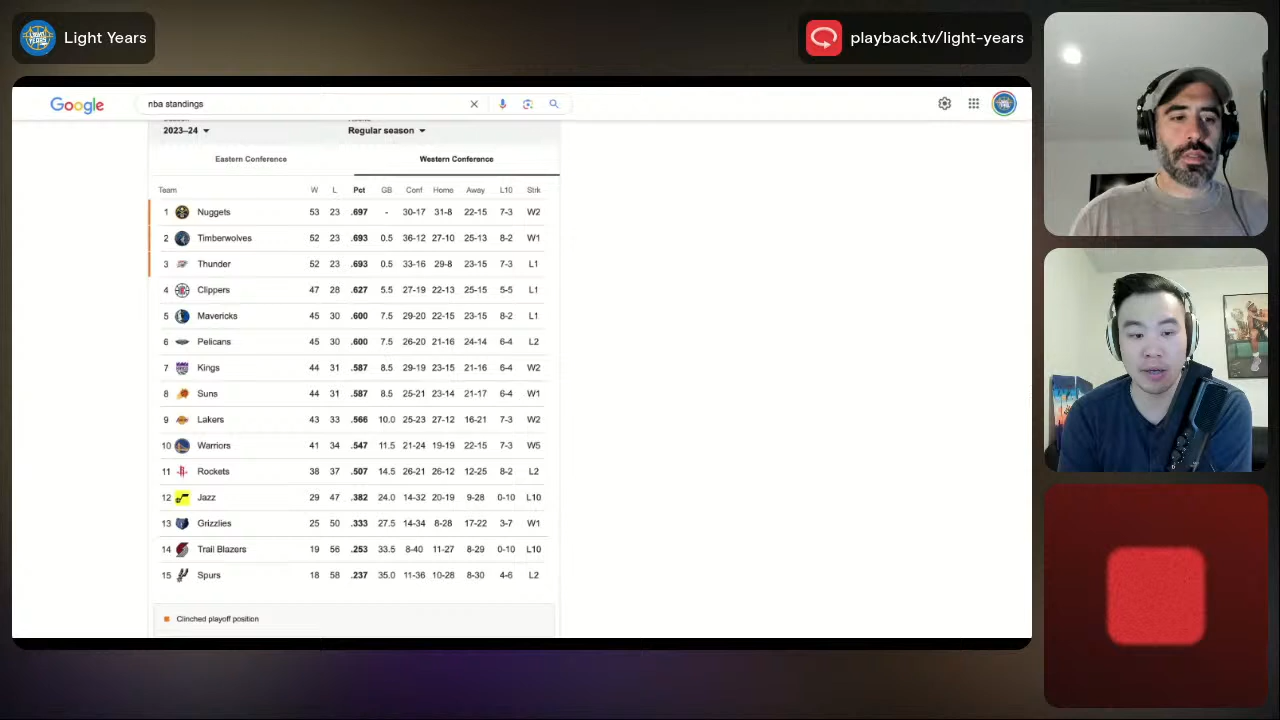 Light Years
playback.tv/light-years
Google
nba standings
2023–24
Regular season
Eastern Conference
Western Conference
Team W L Pct GB Conf Home Away L10 Strk
1 Nuggets 53 23 .697 - 30-17 31-8 22-15 7-3 W2
2 Timberwolves 52 23 .693 0.5 36-12 27-10 25-13 8-2 W1
3 Thunder 52 23 .693 0.5 33-16 29-8 23-15 7-3 L1
4 Clippers 47 28 .627 5.5 27-19 22-13 25-15 5-5 L1
5 Mavericks 45 30 .600 7.5 29-20 22-15 23-15 8-2 L1
6 Pelicans 45 30 .600 7.5 26-20 21-16 24-14 6-4 L2
7 Kings 44 31 .587 8.5 29-19 23-15 21-16 6-4 W2
8 Suns 44 31 .587 8.5 25-21 23-14 21-17 6-4 W1
9 Lakers 43 33 .566 10.0 25-23 27-12 16-21 7-3 W2
10 Warriors 41 34 .547 11.5 21-24 19-19 22-15 7-3 W5
11 Rockets 38 37 .507 14.5 26-21 26-12 12-25 8-2 L2
12 Jazz 29 47 .382 24.0 14-32 20-19 9-28 0-10 L10
13 Grizzlies 25 50 .333 27.5 14-34 8-28 17-22 3-7 W1
14 Trail Blazers 19 56 .253 33.5 8-40 11-27 8-29 0-10 L10
15 Spurs 18 58 .237 35.0 11-36 10-28 8-30 4-6 L2
Clinched playoff position